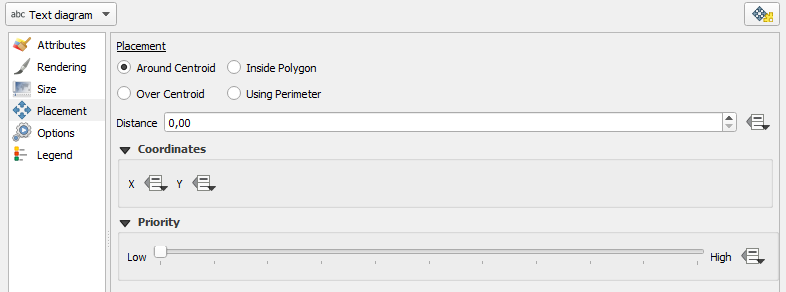 abc Text diagram
Attributes
Rendering
Size
Placement
Options
Legend
Placement
Around Centroid Inside Polygon
Over Centroid Using Perimeter
Distance 0,00
Coordinates
X Y
Priority
Low High